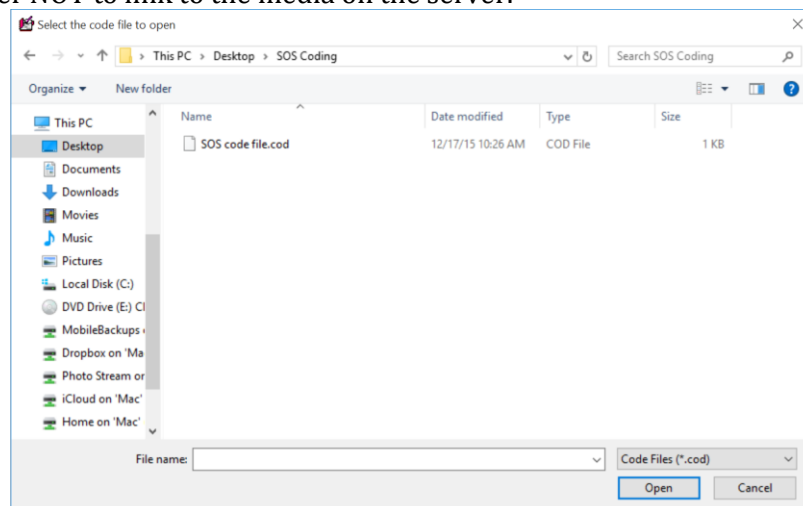 er NOT to link to the media on the server.
Select the code file to open
This PC > Desktop > SOS Coding
Search SOS Coding
Organize
New folder
Name
Date modified
Type
Size
This PC
Desktop
SOS code file.cod
12/17/15 10:26 AM
COD File
1 KB
Documents
Downloads
Movies
Music
Pictures
Local Disk (C:)
DVD Drive (E:) Cl
MobileBackups
Dropbox on 'Ma
Photo Stream or
iCloud on 'Mac'
Home on 'Mac'
File name:
Code Files (*.cod)
Open
Cancel